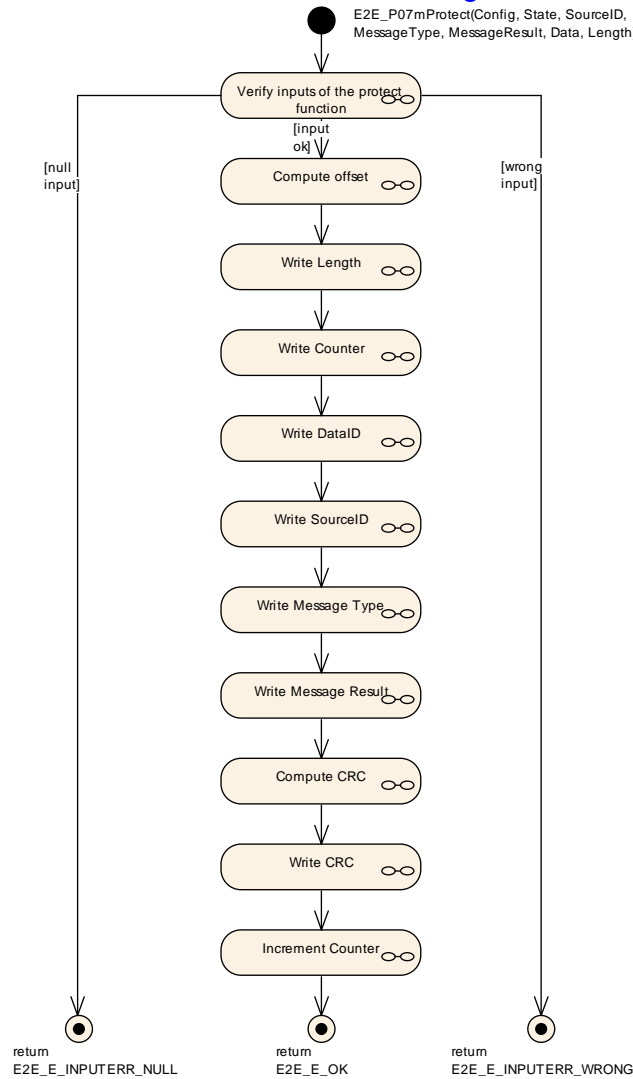 E2E_P07mProtect(Config, State, SourceID,
MessageType, MessageResult, Data, Length
Verify inputs of the protect
function
[input
ok]
[null
input]
[wrong
input]
Compute offset
Write Length
Write Counter
Write DataID
Write SourceID
Write Message Type
Write Message Result
Compute CRC
Write CRC
Increment Counter
return
E2E_E_INPUTERR_NULL
return
E2E_E_OK
return
E2E_E_INPUTERR_WRONG